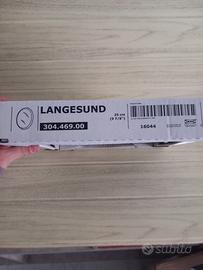 LANGESUND
304.469.00
25 cm
(9 7/8")
16044
IKEA
subito